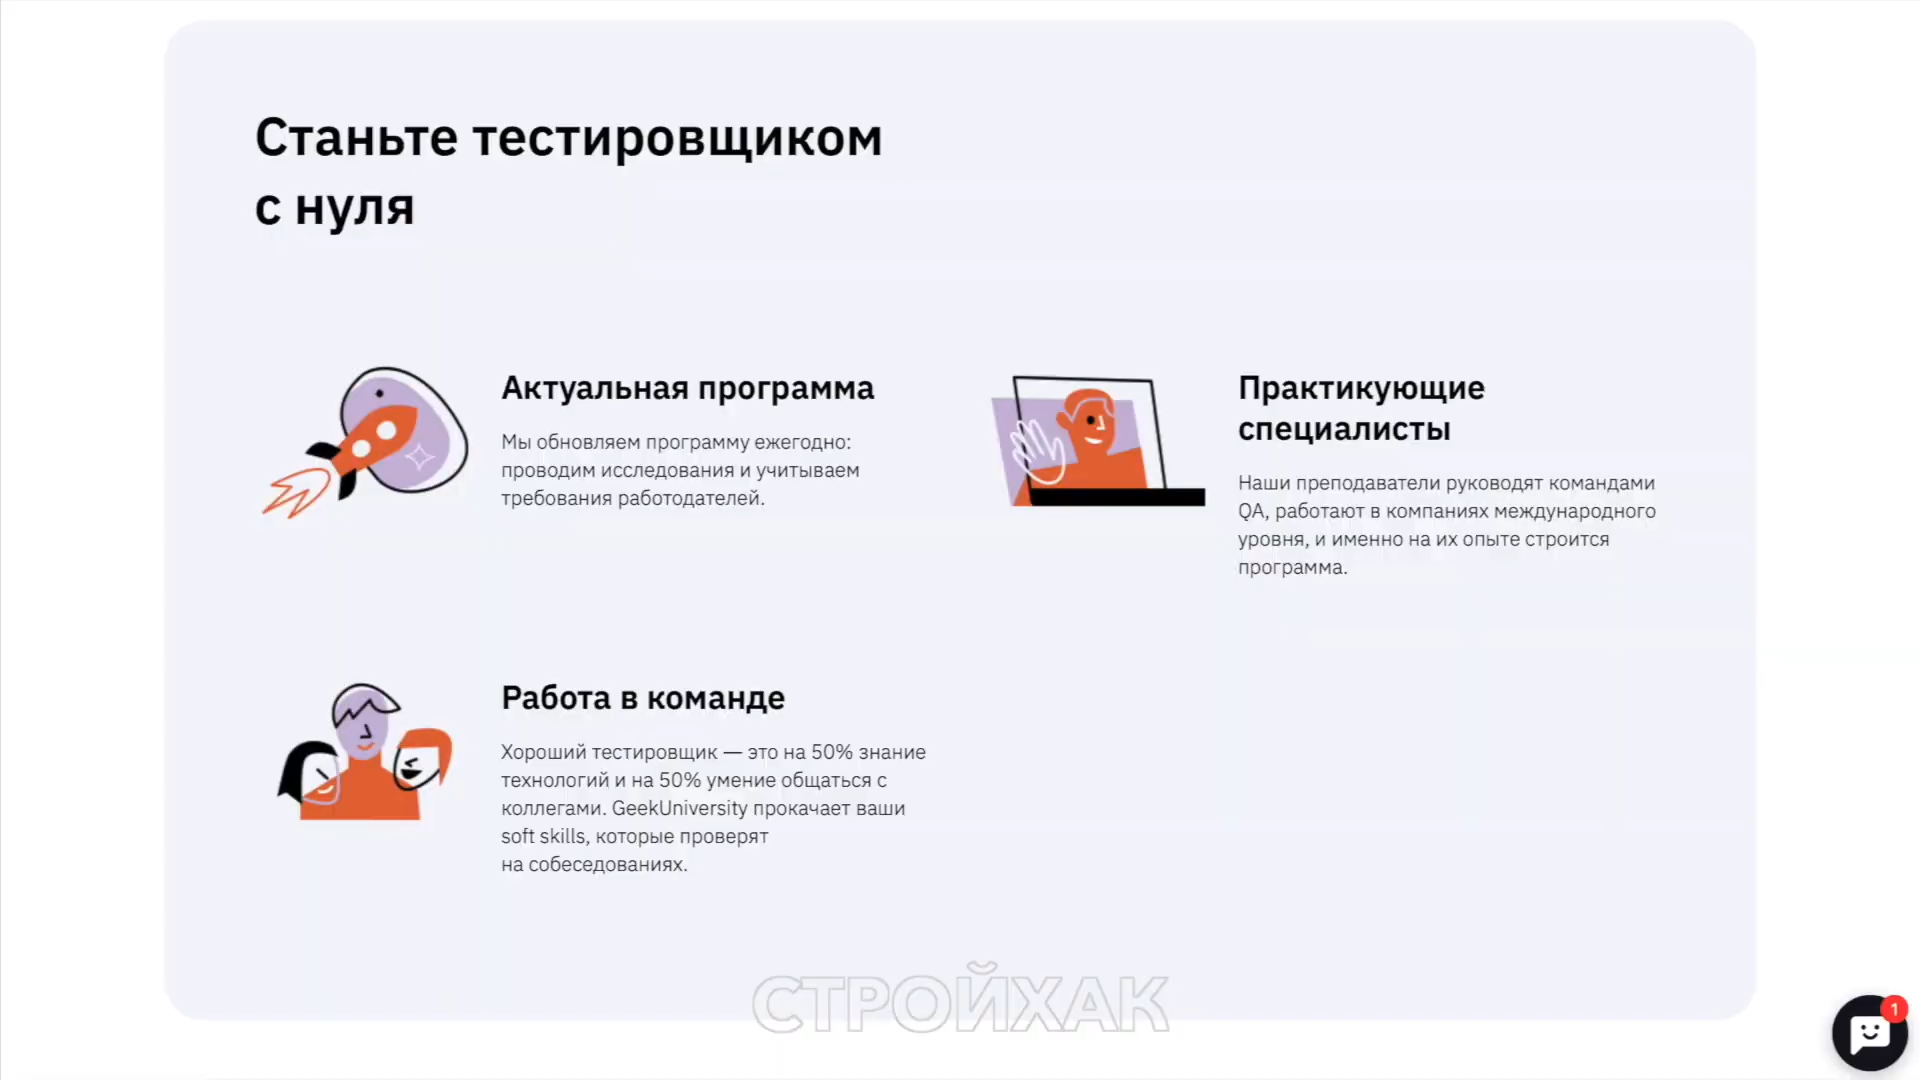 Станьте тестировщиком
с нуля
Актуальная программа
Мы обновляем программу ежегодно:
проводим исследования и учитываем
требования работодателей.
Практикующие
специалисты
Наши преподаватели руководят командами
QA, работают в компаниях международного
уровня, и именно на их опыте строится
программа.
Работа в команде
Хороший тестировщик — это на 50% знание
технологий и на 50% умение общаться с
коллегами. GeekUniversity прокачает ваши
soft skills, которые проверят
на собеседованиях.
СТРОЙХАК
1